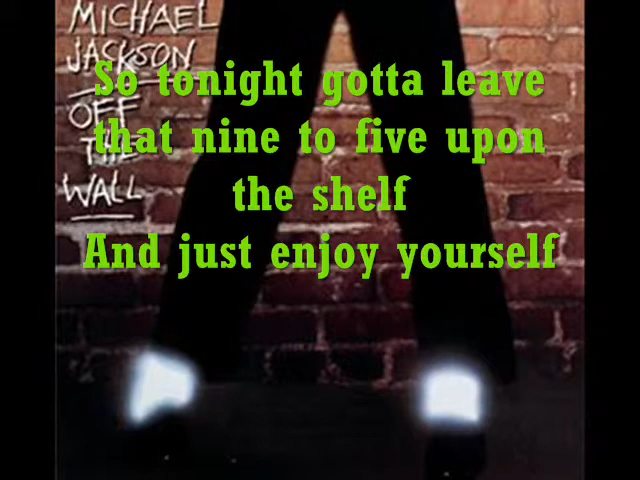 MICHAEL
JACKSON
OFF
THE
WALL
So tonight gotta leave
that nine to five upon
the shelf
And just enjoy yourself